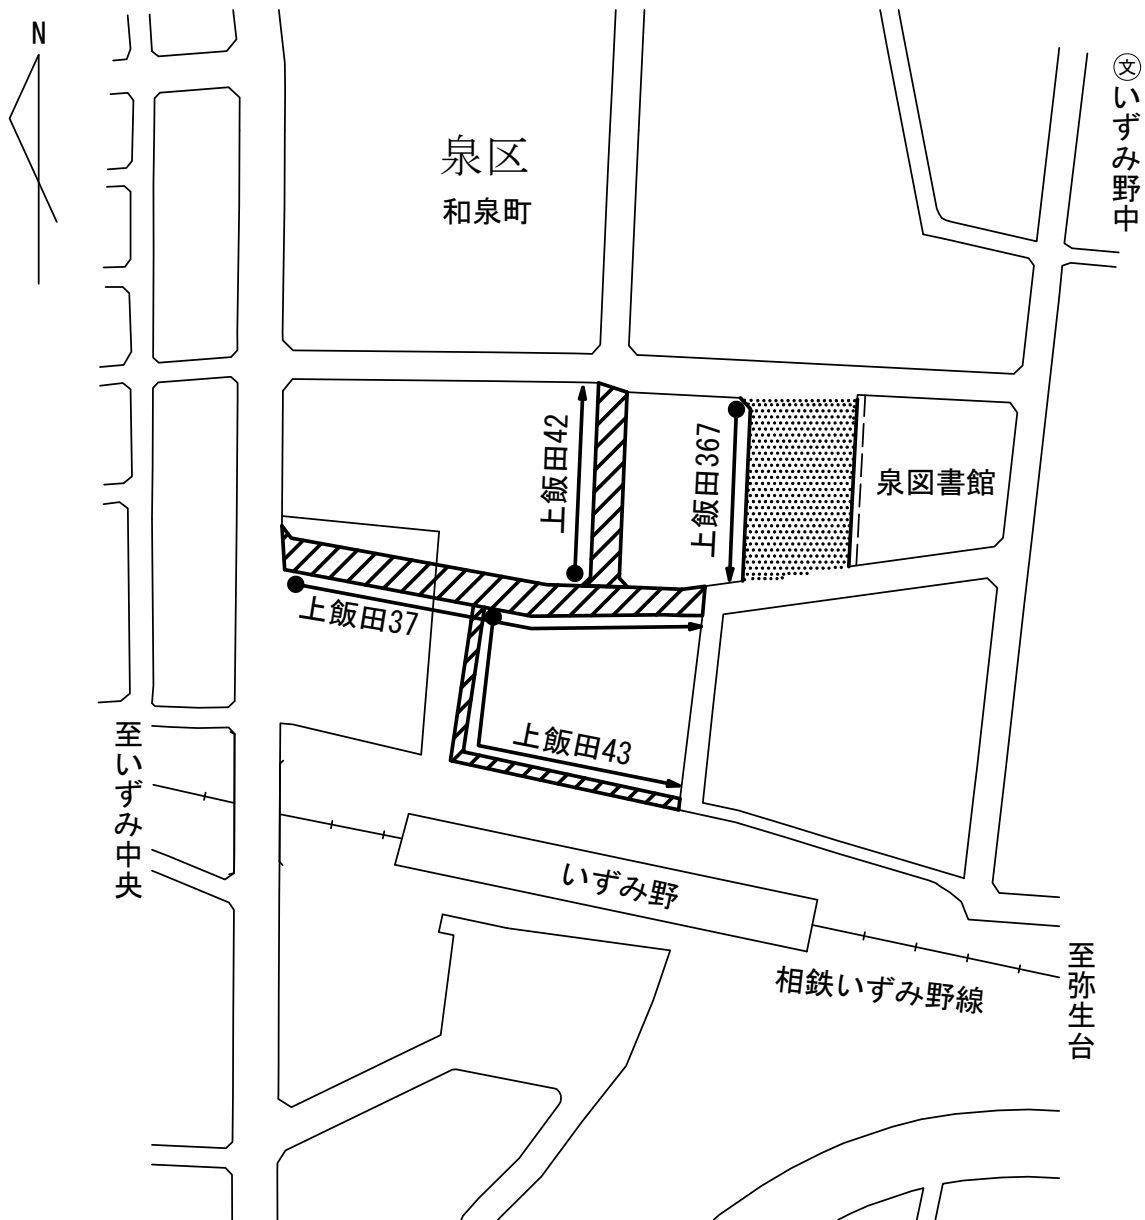 N
文
いずみ野中
泉区
和泉町
上飯田42
上飯田367
泉図書館
上飯田37
上飯田43
至いずみ中央
いずみ野
相鉄いずみ野線
至弥生台